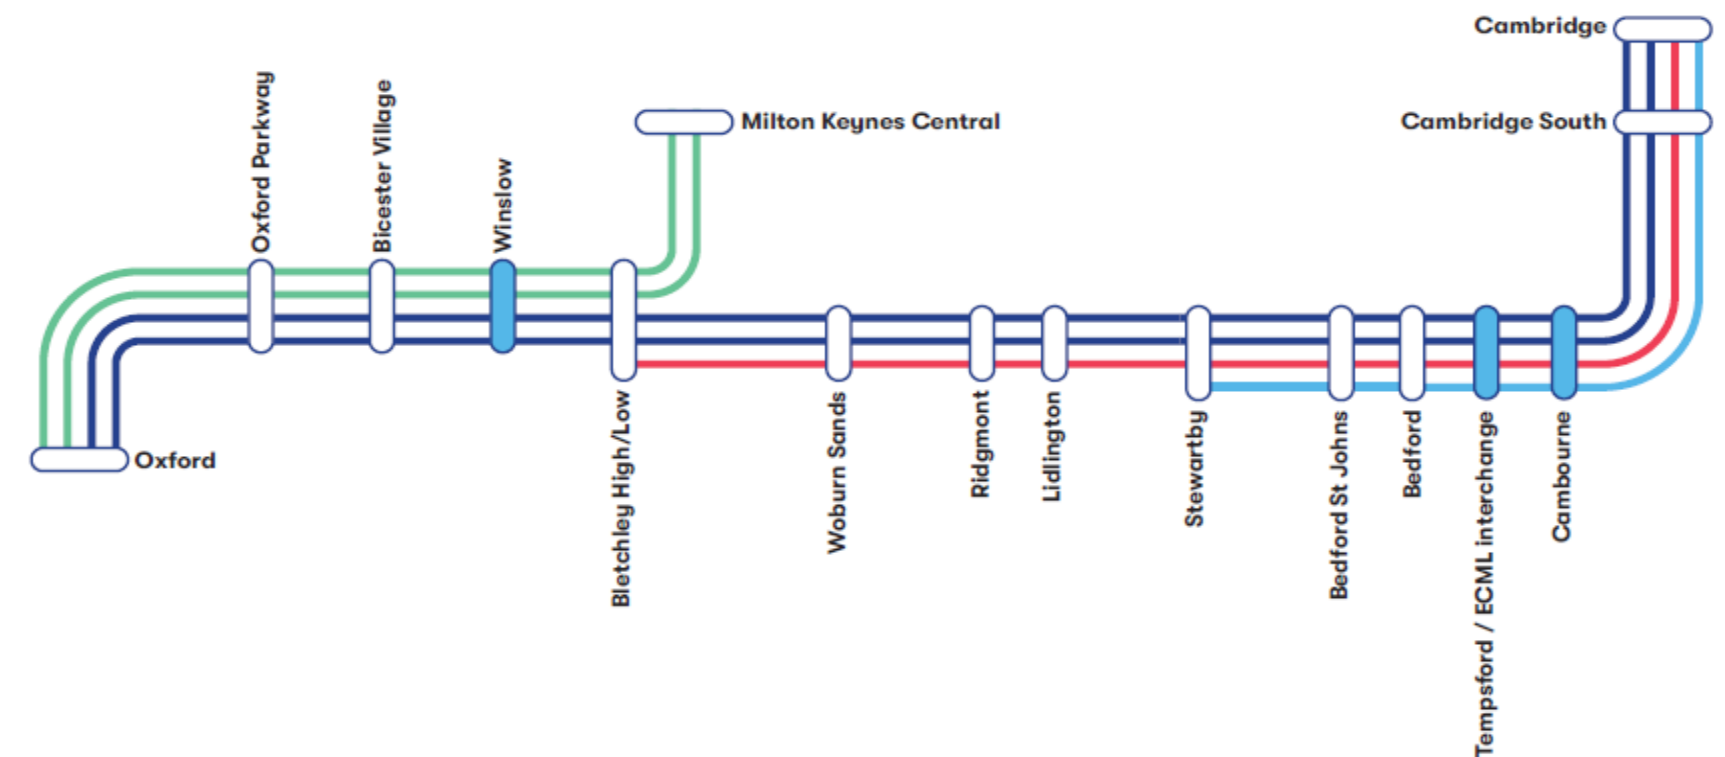 Cambridge
Cambridge South
Milton Keynes Central
Oxford Parkway
Bicester Village
Winslow
Oxford
Bletchley High/Low
Woburn Sands
Ridgmont
Lidlington
Stewartby
Bedford St Johns
Bedford
Tempsford / ECML interchange
Cambourne